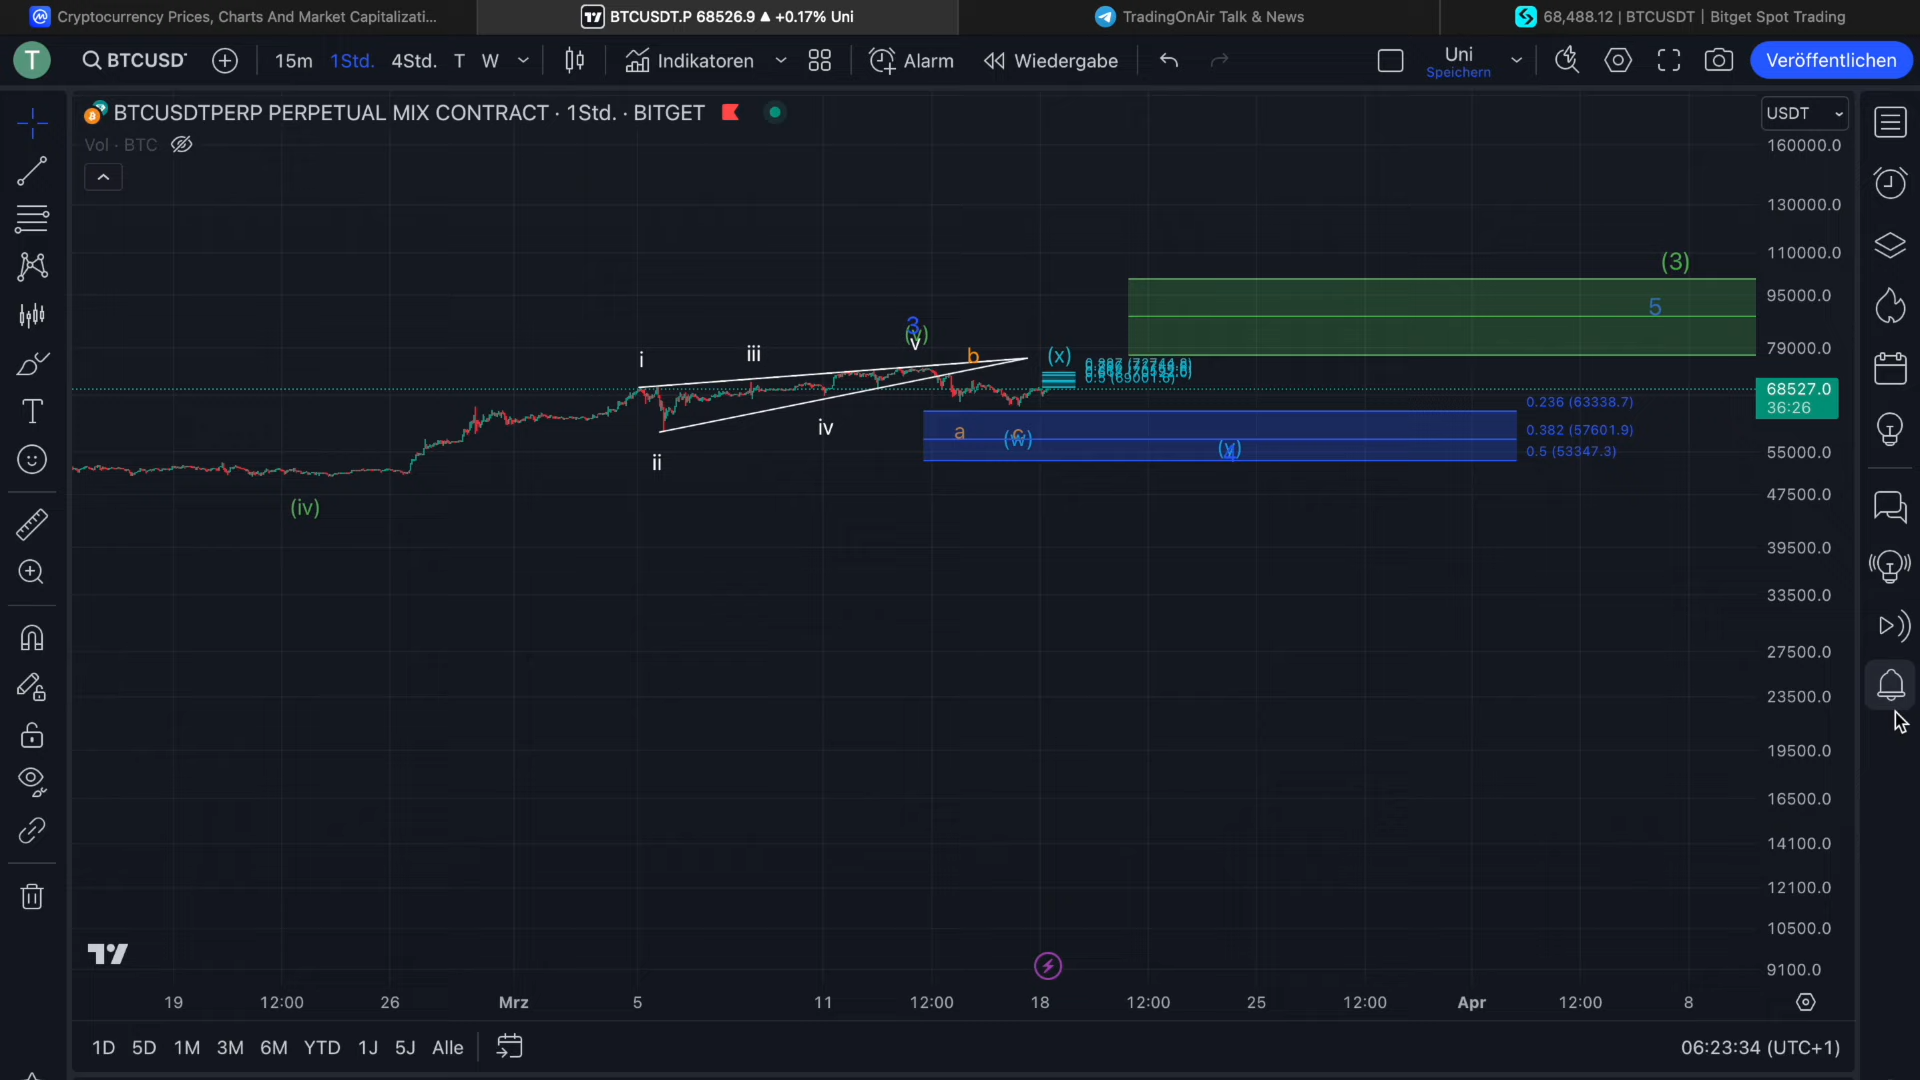 Cryptocurrency Prices, Charts And Market Capitalizati...
BTCUSDT.P 68526.9 ▲ +0.17% Uni
TradingOnAir Talk & News
68,488.12 | BTCUSDT | Bitget Spot Trading
T
BTCUSD
15m
1Std.
4Std.
T
W
Indikatoren
Alarm
Wiedergabe
Uni
Speichern
Veröffentlichen
BTCUSDTPERP PERPETUAL MIX CONTRACT · 1Std. · BITGET
USDT
Vol · BTC
160000.0
130000.0
110000.0
95000.0
79000.0
68527.0
36:26
55000.0
47500.0
39500.0
33500.0
27500.0
23500.0
19500.0
16500.0
14100.0
12100.0
10500.0
9100.0
(3)
5
3
(v)
v
i
iii
b
(x)
0.5 (69001.6)
0.236 (63338.7)
0.382 (57601.9)
0.5 (53347.3)
iv
a
c
(w)
(y)
ii
(iv)
19
12:00
26
Mrz
5
11
12:00
18
12:00
25
12:00
Apr
12:00
8
1D
5D
1M
3M
6M
YTD
1J
5J
Alle
06:23:34 (UTC+1)